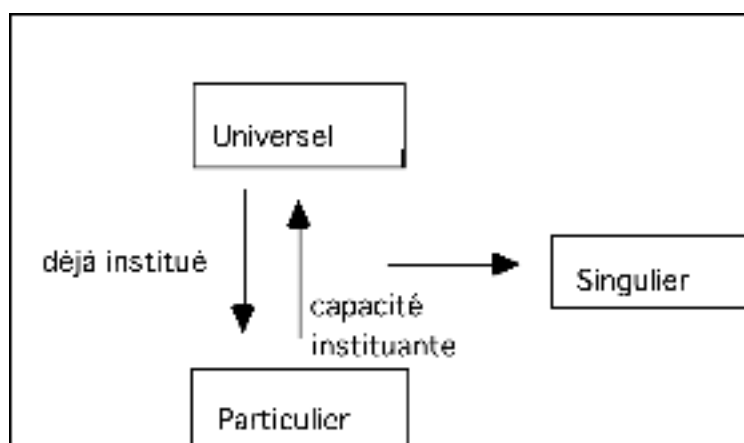 Universel
déjà institué
Singulier
capacité
instituante
Particulier